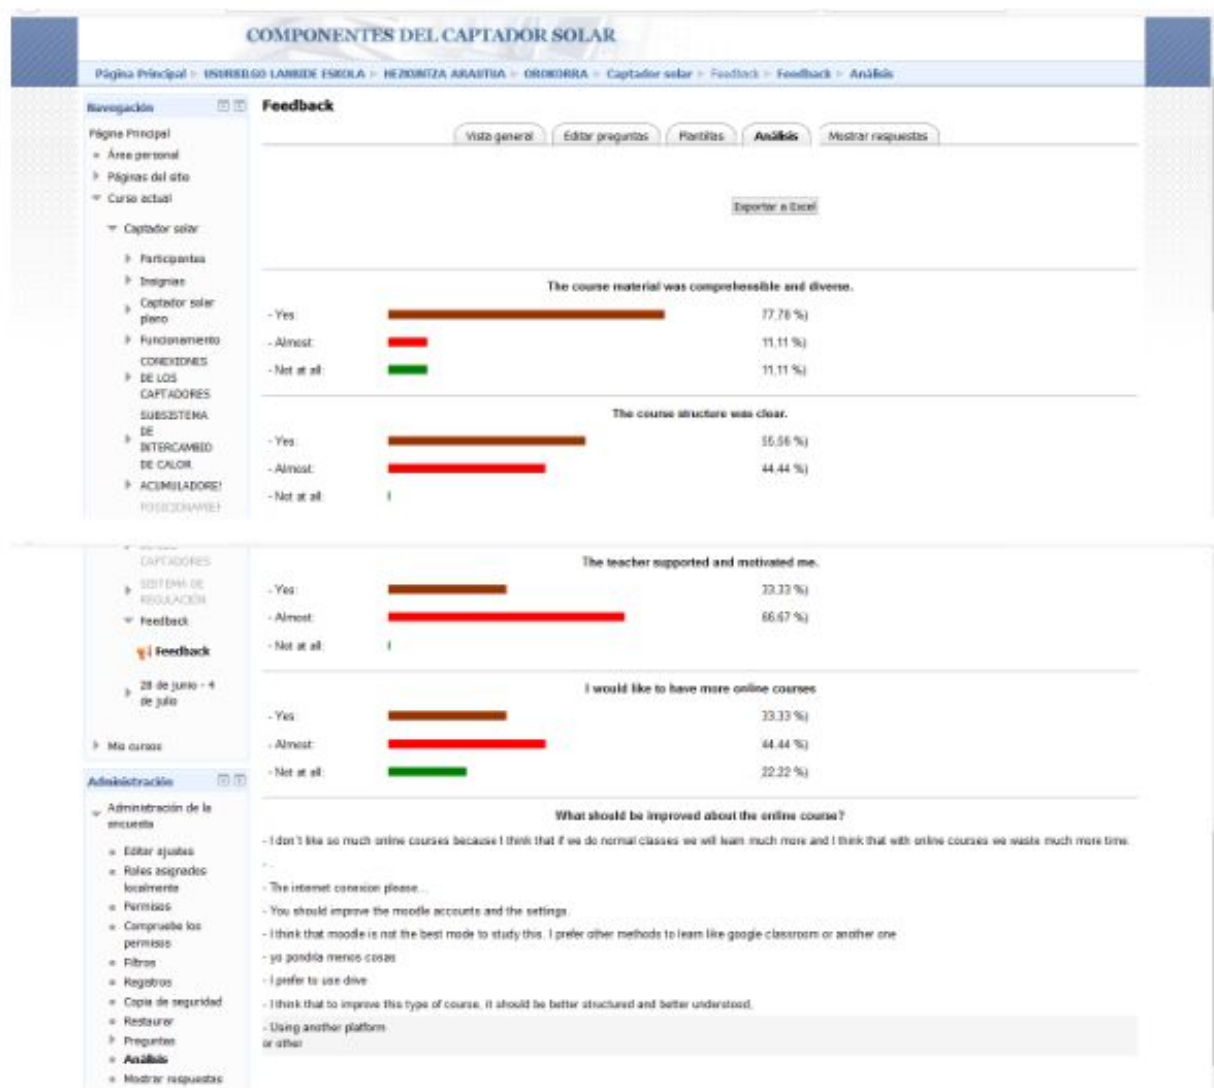 COMPONENTES DEL CAPTADOR SOLAR
Página Principal ► USURBILGO LANBIDE ESKOLA ► HEZIKUNTZA ARAUTUA ► OROKORRA ► Captador solar ► Feedback ► Feedback ► Análisis
Navegación
Página Principal
Área personal
Páginas del sitio
Curso actual
Captador solar
Participantes
Insignias
Captador solar
plano
Funcionamiento
CONEXIONES
DE LOS
CAPTADORES
SUBSISTEMA
DE
INTERCAMBIO
DE CALOR
ACUMULADORES
Feedback
Vista general
Editar preguntas
Plantillas
Análisis
Mostrar respuestas
Exportar a Excel
The course material was comprehensible and diverse.
- Yes: 77.78 %)
- Almost: 11.11 %)
- Not at all: 11.11 %)
The course structure was clear.
- Yes: 55.56 %)
- Almost: 44.44 %)
- Not at all:
CAPTADORES
SISTEMA DE
REGULACIÓN
Feedback
Feedback
28 de junio - 4
de julio
Mis cursos
Administración
Administración de la
encuesta
Editar ajustes
Roles asignados
localmente
Permisos
Compruebe los
permisos
Filtros
Registros
Copia de seguridad
Restaurar
Preguntas
Análisis
Mostrar respuestas
The teacher supported and motivated me.
- Yes: 33.33 %)
- Almost: 66.67 %)
- Not at all:
I would like to have more online courses
- Yes: 33.33 %)
- Almost: 44.44 %)
- Not at all: 22.22 %)
What should be improved about the online course?
- I don't like so much online courses because I think that if we do normal classes we will learn much more and I think that with online courses we waste much more time.
- ..
- The internet conexion please...
- You should improve the moodle accounts and the settings.
- I think that moodle is not the best mode to study this. I prefer other methods to learn like google classroom or another one
- yo pondría menos cosas
- I prefer to use drive
- I think that to improve this type of course, it should be better structured and better understood.
- Using another platform
or other